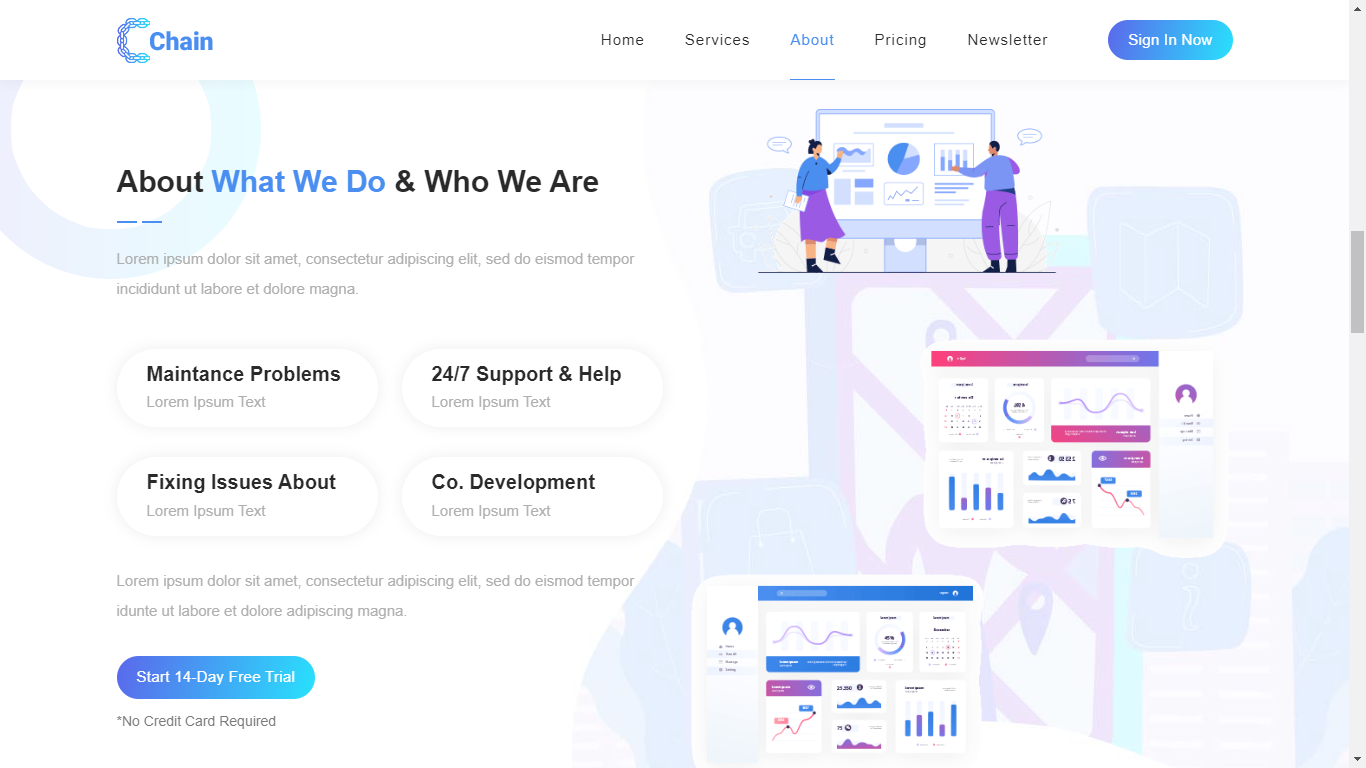 Chain
Home
Services
About
Pricing
Newsletter
Sign In Now
About What We Do & Who We Are
Lorem ipsum dolor sit amet, consectetur adipiscing elit, sed do eismod tempor
incididunt ut labore et dolore magna.
Maintance Problems
Lorem Ipsum Text
24/7 Support & Help
Lorem Ipsum Text
Fixing Issues About
Lorem Ipsum Text
Co. Development
Lorem Ipsum Text
Lorem ipsum dolor sit amet, consectetur adipiscing elit, sed do eismod tempor
idunte ut labore et dolore adipiscing magna.
Start 14-Day Free Trial
*No Credit Card Required
45%
25.350
75